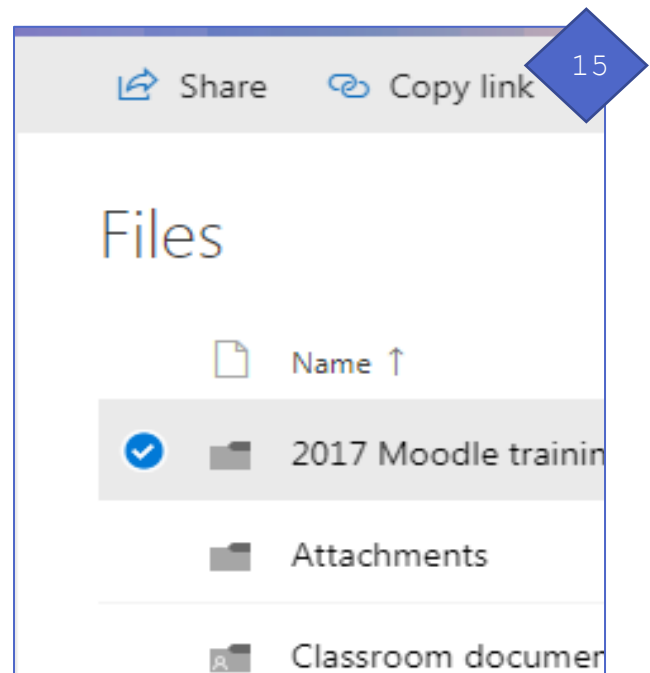 15
Share Copy link
Files
Name ↑
2017 Moodle trainin
Attachments
Classroom documen